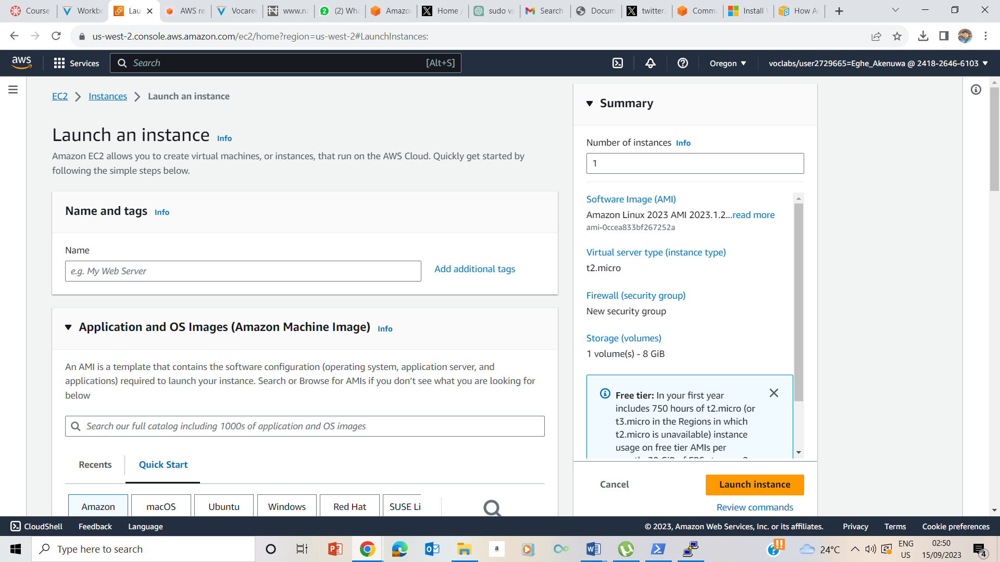 Course
Workbe
Lau
AWS re
Vocare
www.na
(2) Wha
Amazo
Home /
sudo vs
Search
Docum
twitter.
Comma
Install
How A
us-west-2.console.aws.amazon.com/ec2/home?region=us-west-2#LaunchInstances:
aws
Services
Search
[Alt+S]
Oregon
voclabs/user2729665=Eghe_Akenuwa @ 2418-2646-6103
EC2
Instances
Launch an instance
Launch an instance Info
Amazon EC2 allows you to create virtual machines, or instances, that run on the AWS Cloud. Quickly get started by
following the simple steps below.
Name and tags Info
Name
e.g. My Web Server
Add additional tags
Application and OS Images (Amazon Machine Image) Info
An AMI is a template that contains the software configuration (operating system, application server, and
applications) required to launch your instance. Search or Browse for AMIs if you don’t see what you are looking for
below
Search our full catalog including 1000s of application and OS images
Recents
Quick Start
Amazon
macOS
Ubuntu
Windows
Red Hat
SUSE Li
Summary
Number of instances Info
1
Software Image (AMI)
Amazon Linux 2023 AMI 2023.1.2...read more
ami-0ccea833bf267252a
Virtual server type (instance type)
t2.micro
Firewall (security group)
New security group
Storage (volumes)
1 volume(s) - 8 GiB
Free tier: In your first year
includes 750 hours of t2.micro (or
t3.micro in the Regions in which
t2.micro is unavailable) instance
usage on free tier AMIs per
Cancel
Launch instance
Review commands
CloudShell
Feedback
Language
© 2023, Amazon Web Services, Inc. or its affiliates.
Privacy
Terms
Cookie preferences
Type here to search
a
24°C
ENG
US
02:50
15/09/2023
4